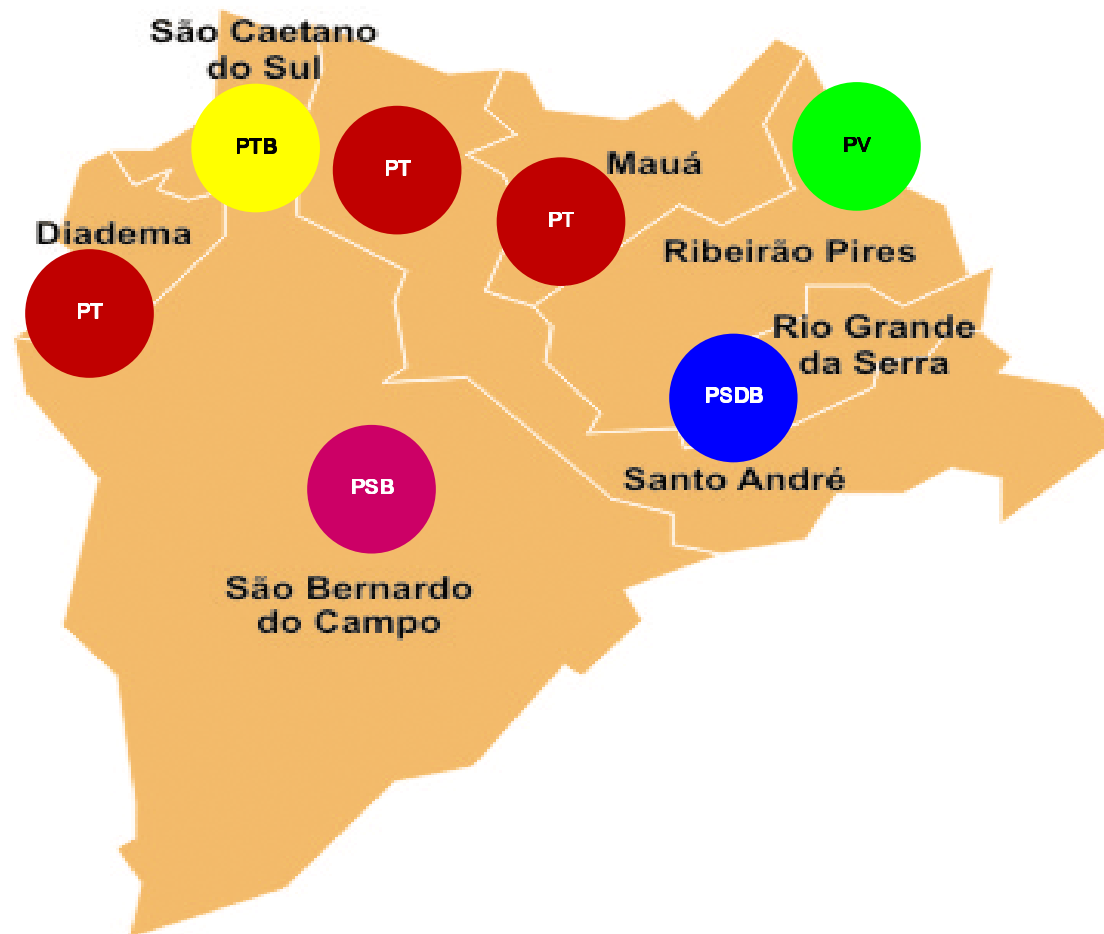 São Caetano
do Sul
PTB
PT
PT
Mauá
PV
Diadema
PT
Ribeirão Pires
Rio Grande
da Serra
PSDB
Santo André
PSB
São Bernardo
do Campo